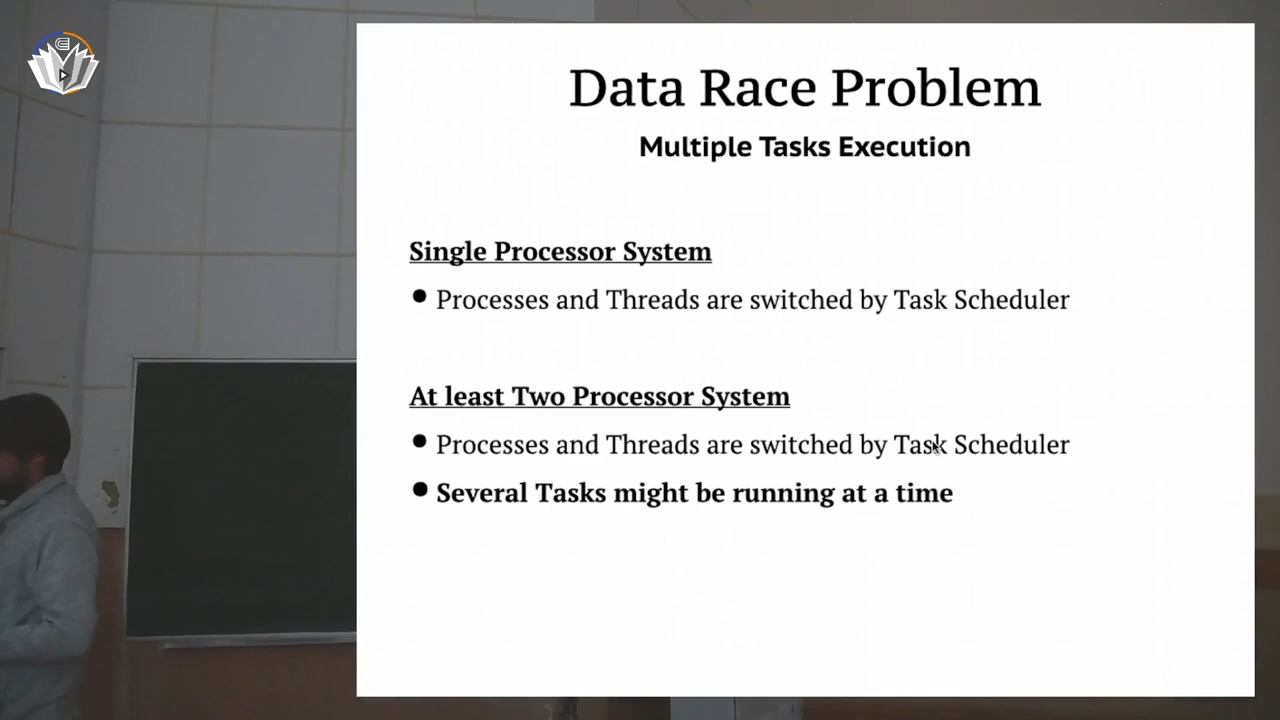 Data Race Problem
Multiple Tasks Execution
Single Processor System
• Processes and Threads are switched by Task Scheduler
At least Two Processor System
• Processes and Threads are switched by Task Scheduler
• Several Tasks might be running at a time